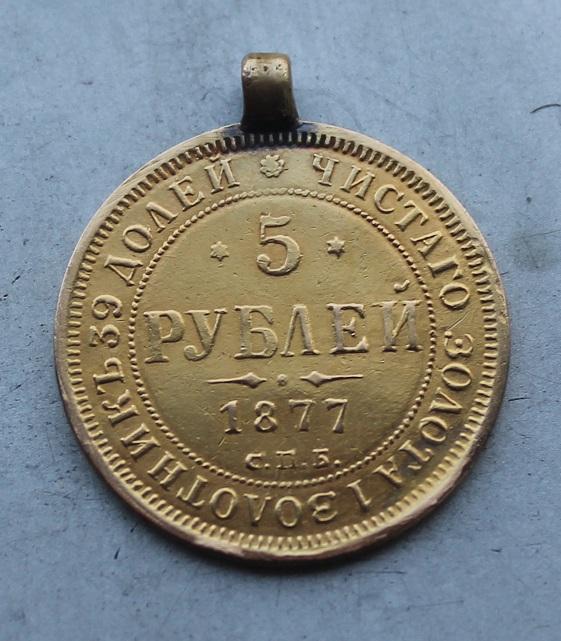 ЧИСТАГО ЗОЛОТА 1 ЗОЛОТНИКЪ 39 ДОЛЕЙ
5
РУБЛЕЙ
1877
С.П.Б.